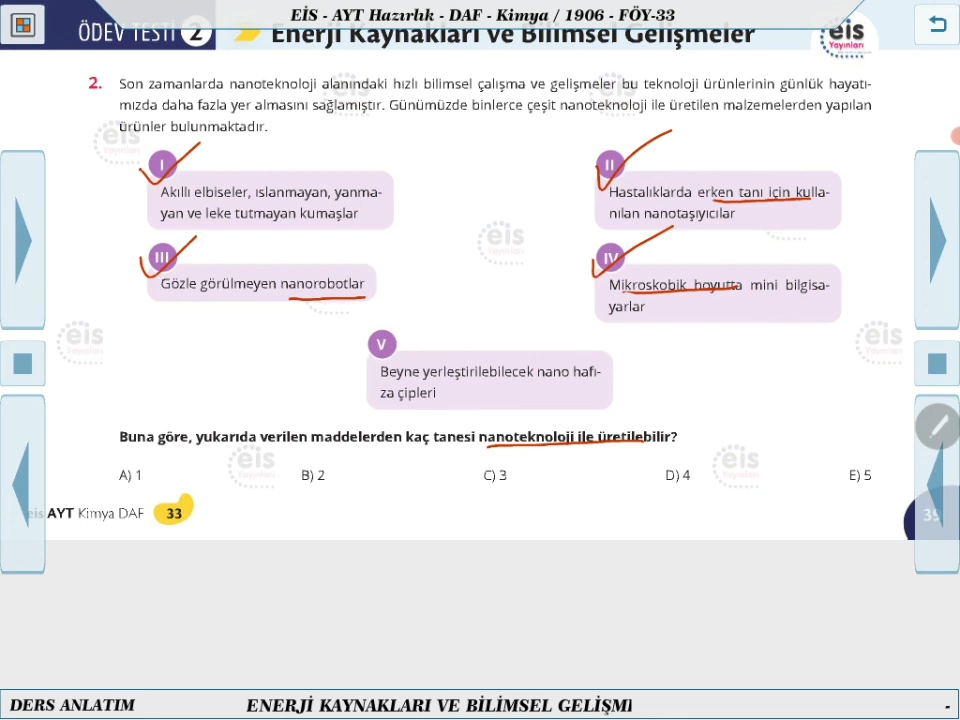 EİS - AYT Hazırlık - DAF - Kimya / 1906 - FÖY-33
ÖDEV TESTİ 2
Enerji Kaynakları ve Bilimsel Gelişmeler
eis
Yayınları
2. Son zamanlarda nanoteknoloji alanındaki hızlı bilimsel çalışma ve gelişmeler bu teknoloji ürünlerinin günlük hayatı-
mızda daha fazla yer almasını sağlamıştır. Günümüzde binlerce çeşit nanoteknoloji ile üretilen malzemelerden yapılan
ürünler bulunmaktadır.
I
Akıllı elbiseler, ıslanmayan, yanma-
yan ve leke tutmayan kumaşlar
II
Hastalıklarda erken tanı için kulla-
nılan nanotaşıyıcılar
III
Gözle görülmeyen nanorobotlar
IV
Mikroskobik boyutta mini bilgisa-
yarlar
V
Beyne yerleştirilebilecek nano hafı-
za çipleri
Buna göre, yukarıda verilen maddelerden kaç tanesi nanoteknoloji ile üretilebilir?
A) 1 B) 2 C) 3 D) 4 E) 5
eis AYT Kimya DAF 33
39
DERS ANLATIM ENERJİ KAYNAKLARI VE BİLİMSEL GELİŞMİ -